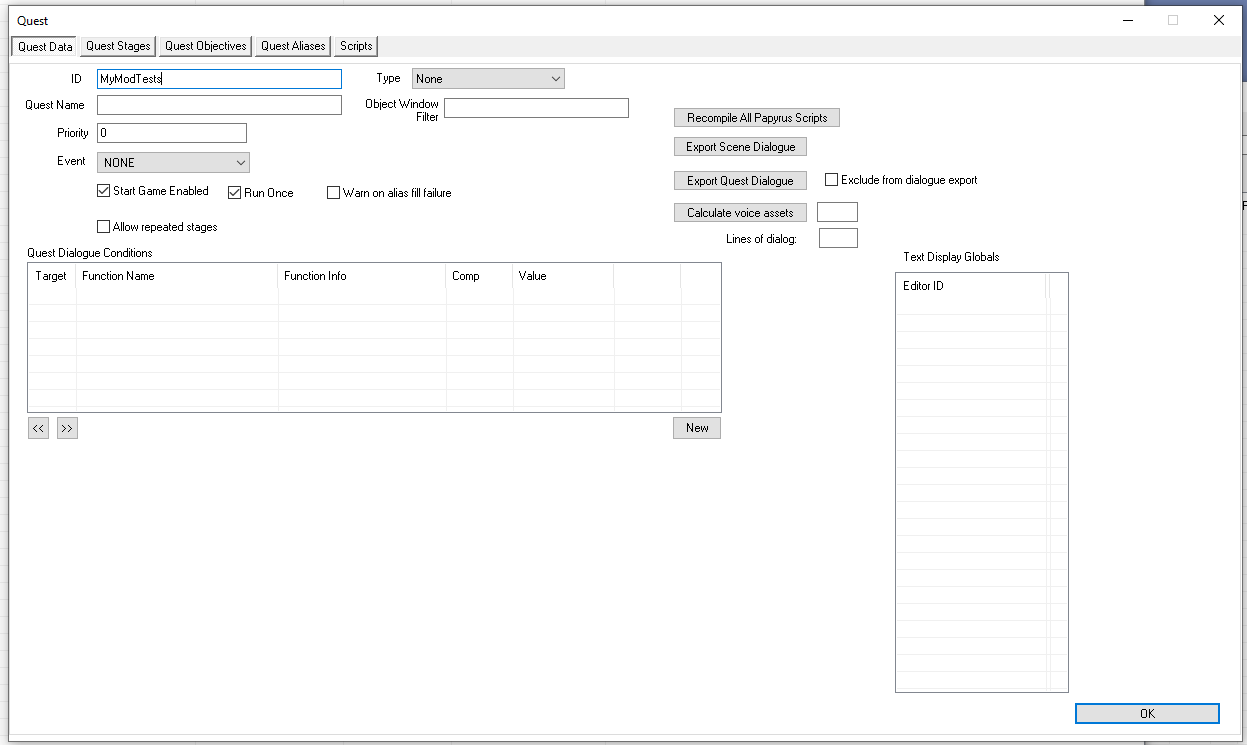 Quest
Quest Data Quest Stages Quest Objectives Quest Aliases Scripts
ID MyModTests Type None
Quest Name Object Window Filter
Priority 0 Recompile All Papyrus Scripts
Export Scene Dialogue
Event NONE
Export Quest Dialogue Exclude from dialogue export
Start Game Enabled Run Once Warn on alias fill failure
Calculate voice assets
Allow repeated stages
Lines of dialog:
Quest Dialogue Conditions
Text Display Globals
Target Function Name Function Info Comp Value
Editor ID
<< >> New
OK